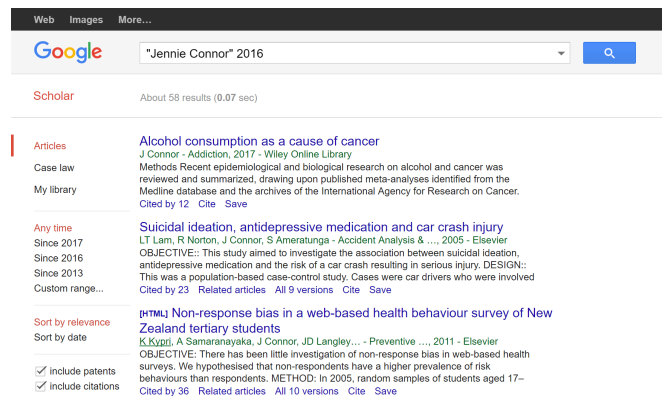 Web Images More…
Google "Jennie Connor" 2016
Scholar About 58 results (0.07 sec)
Articles
Case law
My library
Any time
Since 2017
Since 2016
Since 2013
Custom range...
Sort by relevance
Sort by date
include patents
include citations
Alcohol consumption as a cause of cancer
J Connor - Addiction, 2017 - Wiley Online Library
Methods Recent epidemiological and biological research on alcohol and cancer was
reviewed and summarized, drawing upon published meta-analyses identified from the
Medline database and the archives of the International Agency for Research on Cancer.
Cited by 12 Cite Save
Suicidal ideation, antidepressive medication and car crash injury
LT Lam, R Norton, J Connor, S Ameratunga - Accident Analysis & …, 2005 - Elsevier
OBJECTIVE:: This study aimed to investigate the association between suicidal ideation,
antidepressive medication and the risk of a car crash resulting in serious injury. DESIGN::
This was a population-based case-control study. Cases were car drivers who were involved
Cited by 23 Related articles All 9 versions Cite Save
[HTML] Non-response bias in a web-based health behaviour survey of New
Zealand tertiary students
K Kypri, A Samaranayaka, J Connor, JD Langley… - Preventive …, 2011 - Elsevier
OBJECTIVE: There has been little investigation of non-response bias in web-based health
surveys. We hypothesised that non-respondents have a higher prevalence of risk
behaviours than respondents. METHOD: In 2005, random samples of students aged 17–
Cited by 36 Related articles All 10 versions Cite Save